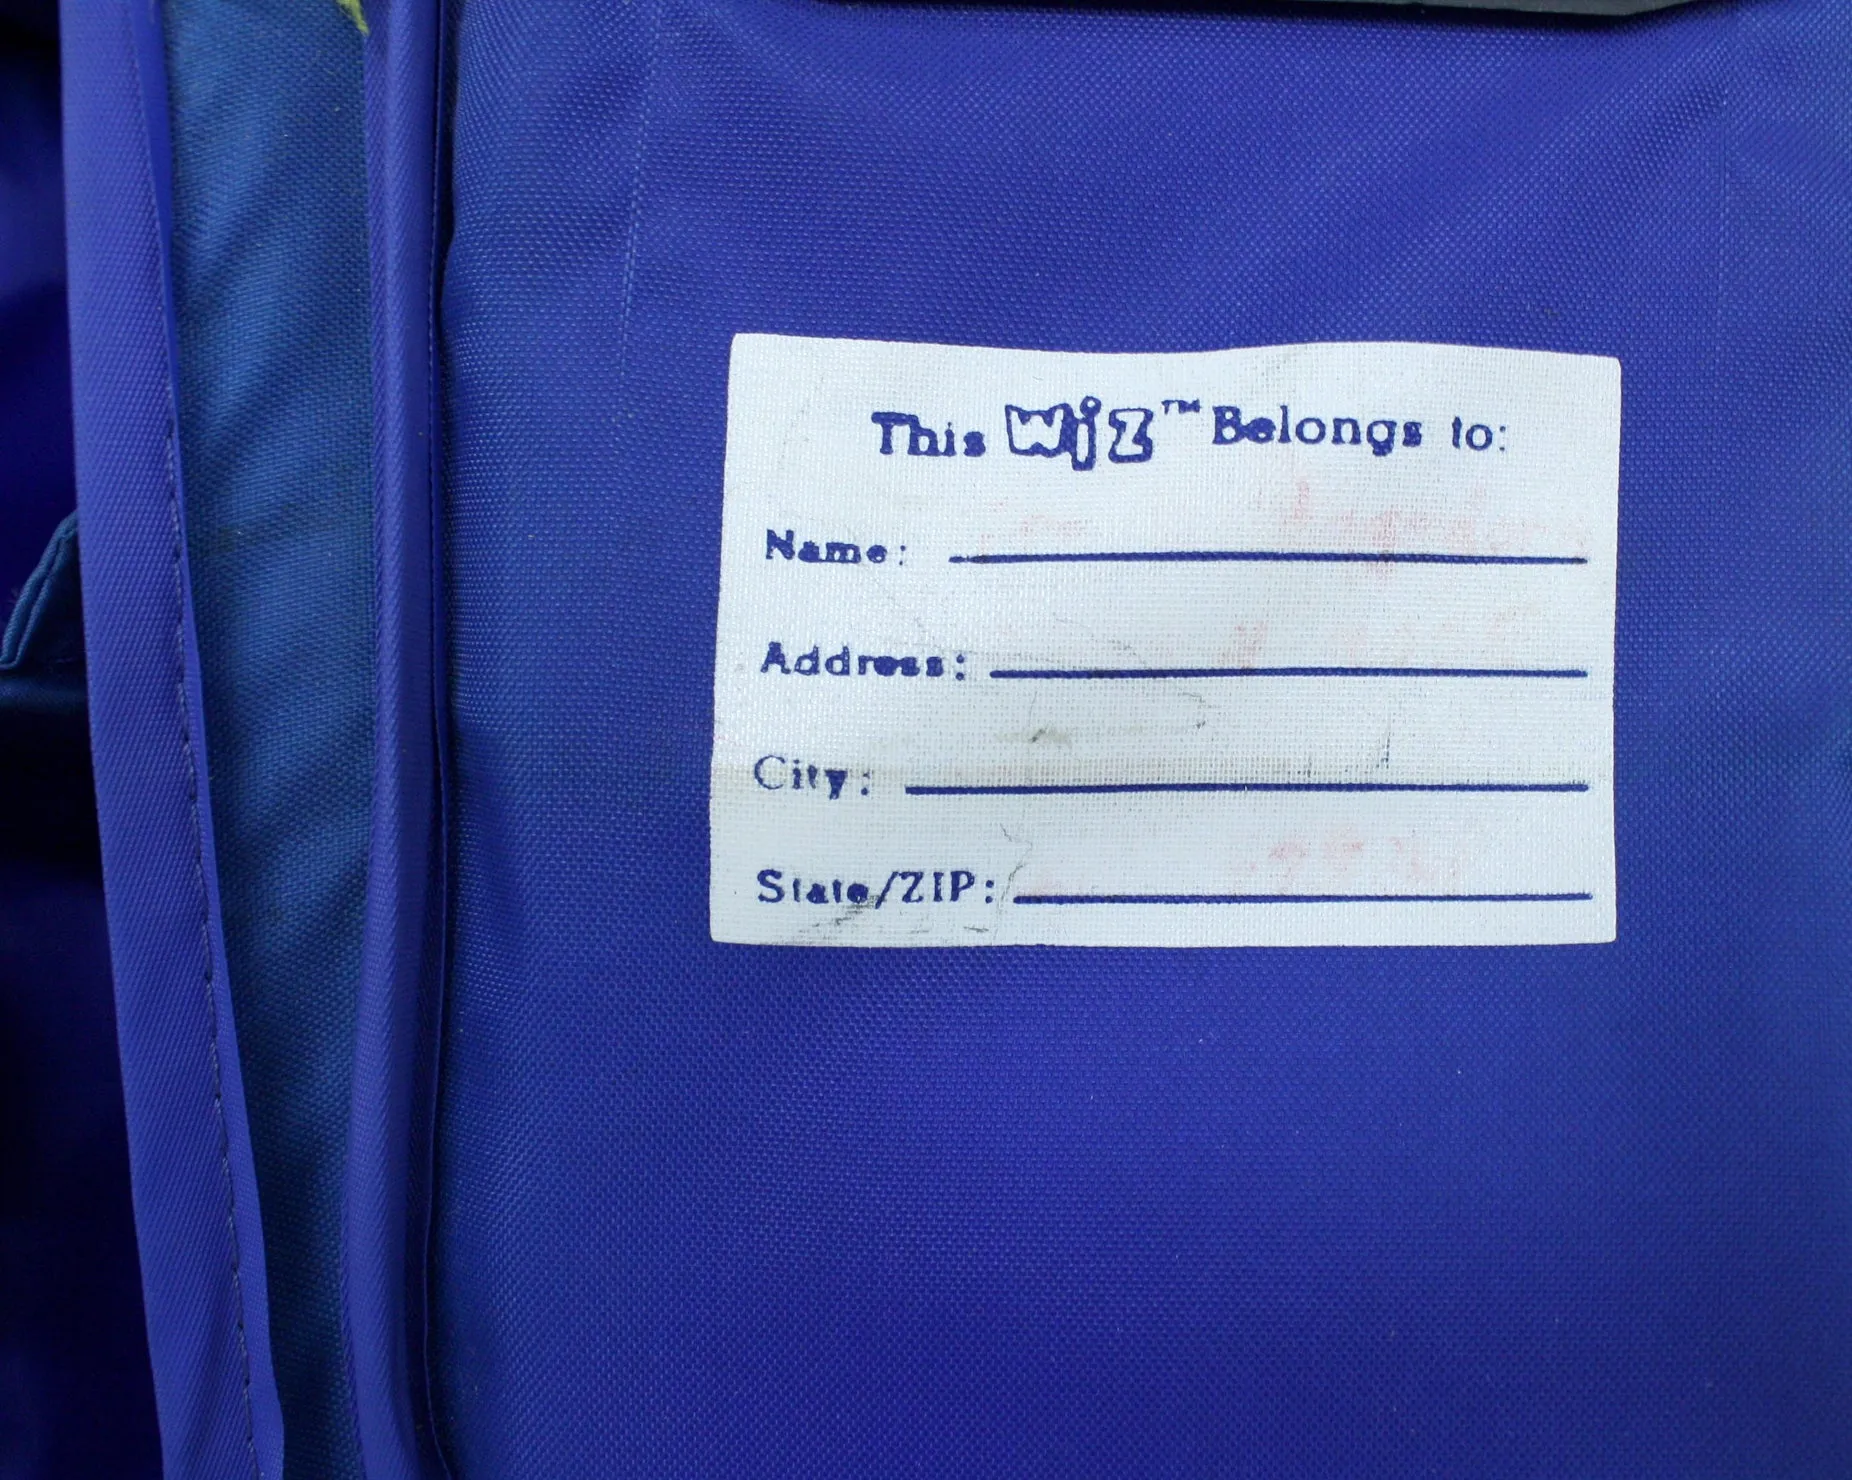 This WiZ™ Belongs to:
Name:
Address:
City:
State/ZIP: